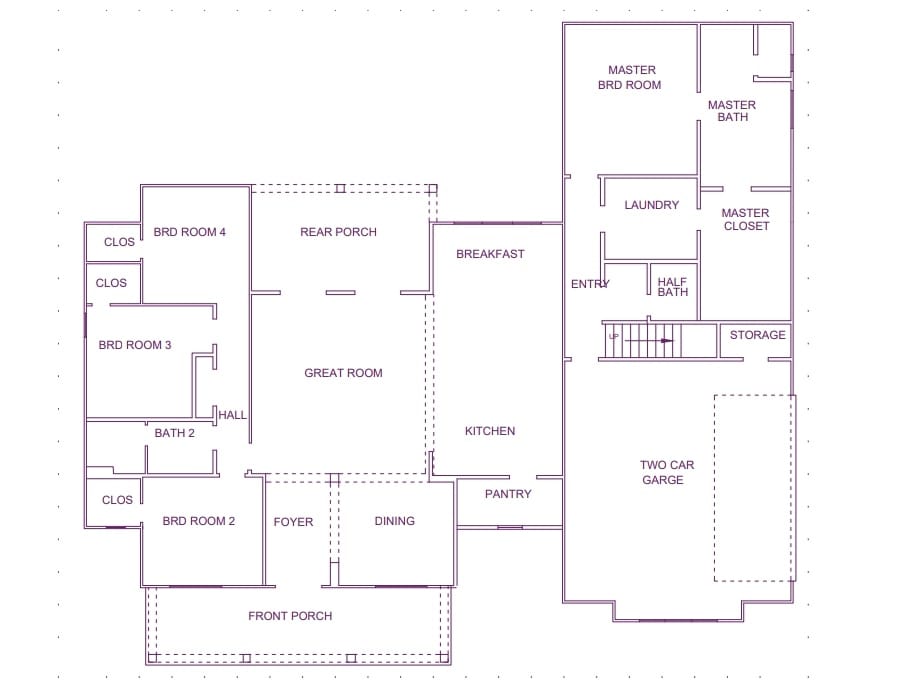 MASTER
BRD ROOM
MASTER
BATH
LAUNDRY
MASTER
CLOSET
BRD ROOM 4
REAR PORCH
CLOS
BREAKFAST
CLOS
ENTRY
HALF
BATH
UP
STORAGE
BRD ROOM 3
GREAT ROOM
HALL
BATH 2
KITCHEN
TWO CAR
GARGE
CLOS
PANTRY
BRD ROOM 2
FOYER
DINING
FRONT PORCH